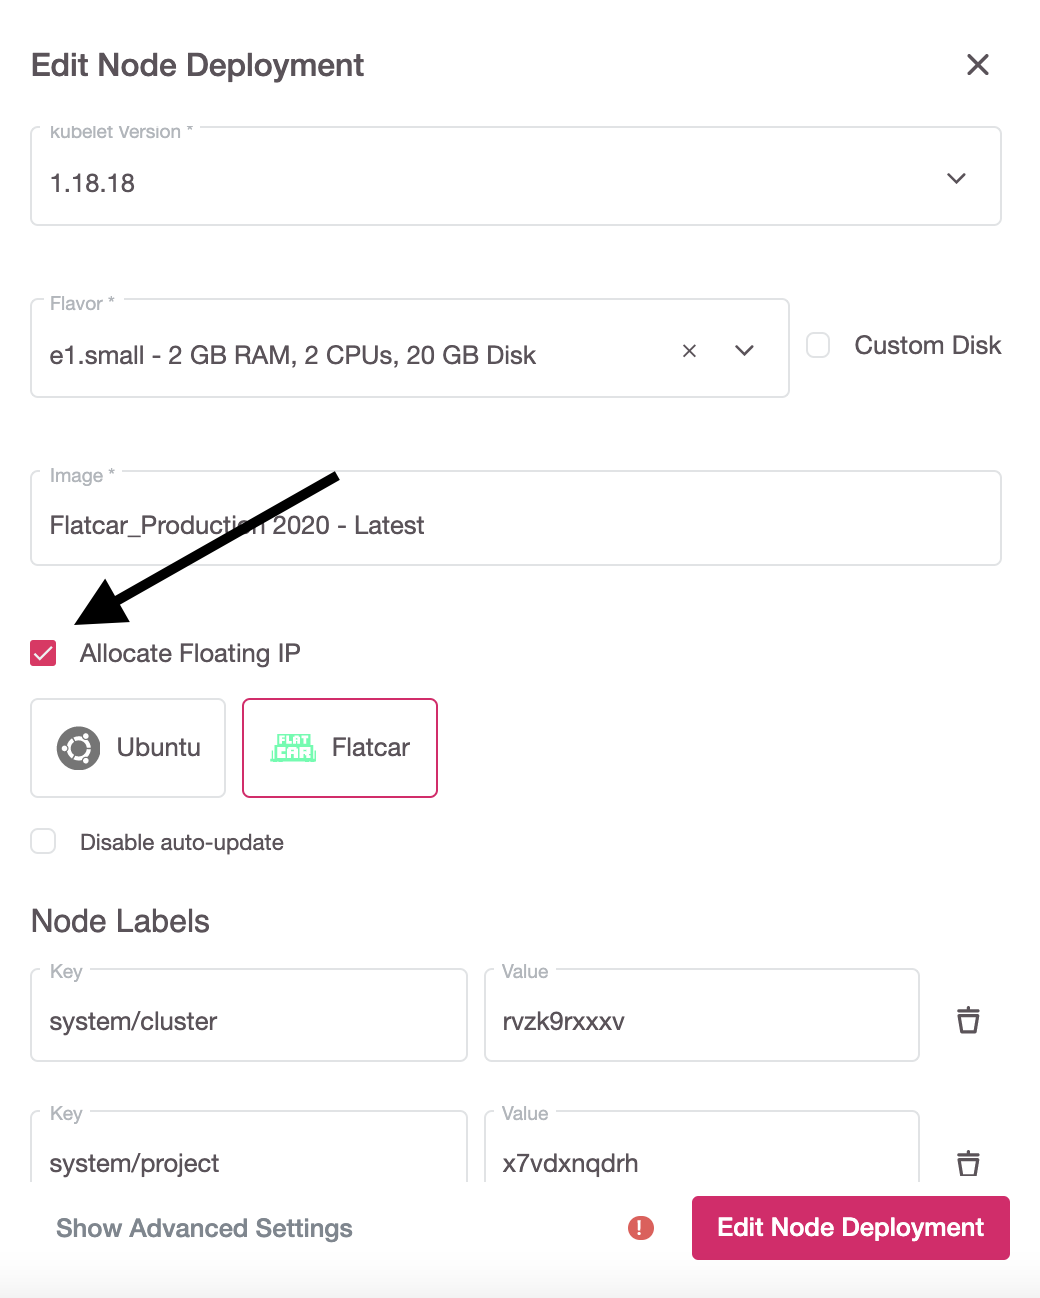 Edit Node Deployment
kubelet Version *
1.18.18
Flavor *
e1.small - 2 GB RAM, 2 CPUs, 20 GB Disk
Custom Disk
Image *
Flatcar_Production 2020 - Latest
Allocate Floating IP
Ubuntu
FLAT
CAR
Flatcar
Disable auto-update
Node Labels
Key
Value
system/cluster
rvzk9rxxxv
Key
Value
system/project
x7vdxnqdrh
Show Advanced Settings
!
Edit Node Deployment